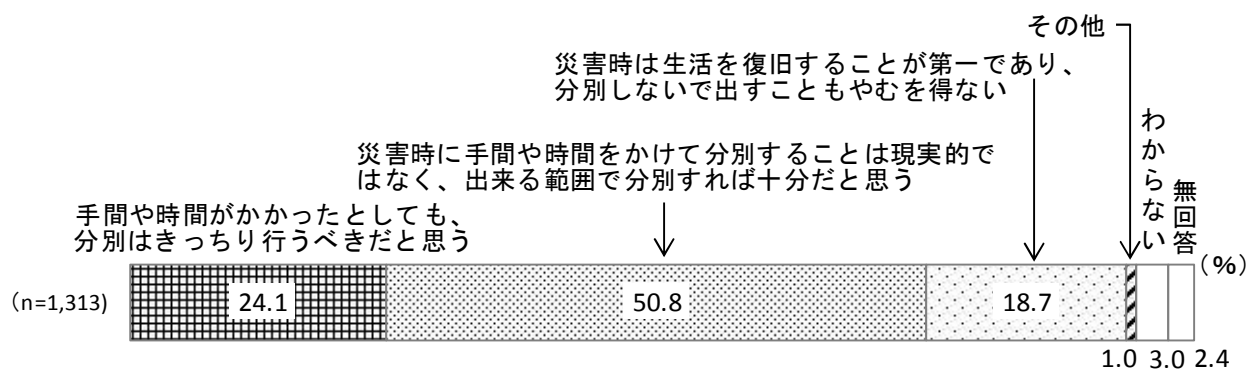 その他
災害時は生活を復旧することが第一であり、
分別しないで出すこともやむを得ない
わからない
無回答
災害時に手間や時間をかけて分別することは現実的で
はなく、出来る範囲で分別すれば十分だと思う
手間や時間がかかったとしても、
分別はきっちり行うべきだと思う
(%)
（n=1,313)
24.1
50.8
18.7
1.0
3.0
2.4